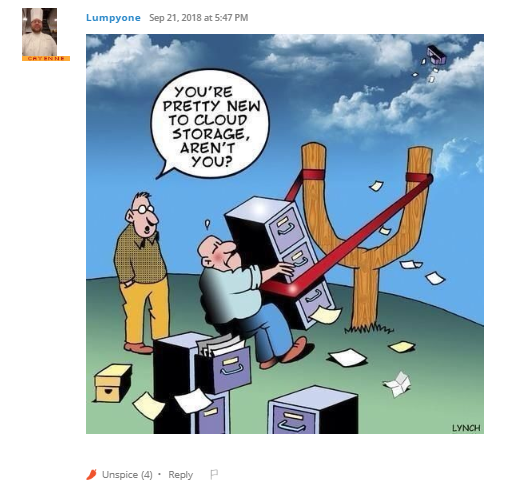 Lumpyone Sep 21, 2018 at 5:47 PM
CAYENNE
YOU'RE
PRETTY NEW
TO CLOUD
STORAGE,
AREN'T
YOU?
LYNCH
Unspice (4) • Reply